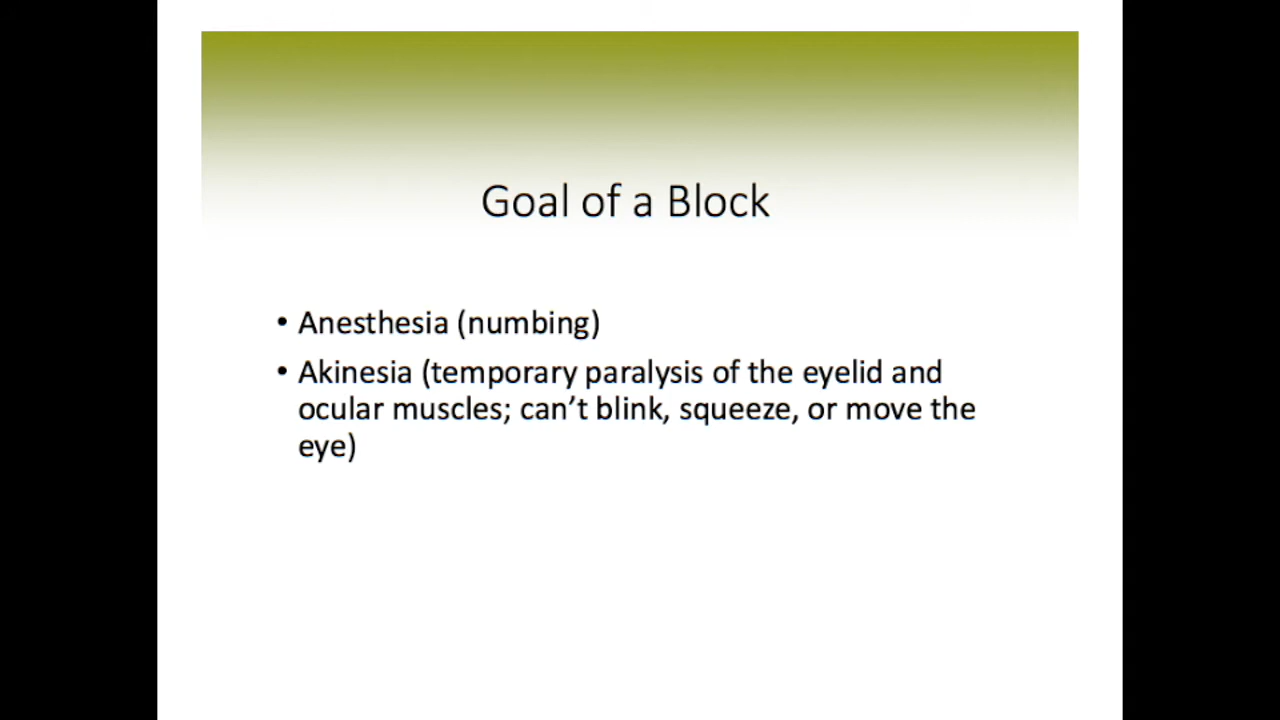 Goal of a Block
• Anesthesia (numbing)
• Akinesia (temporary paralysis of the eyelid and
ocular muscles; can’t blink, squeeze, or move the
eye)